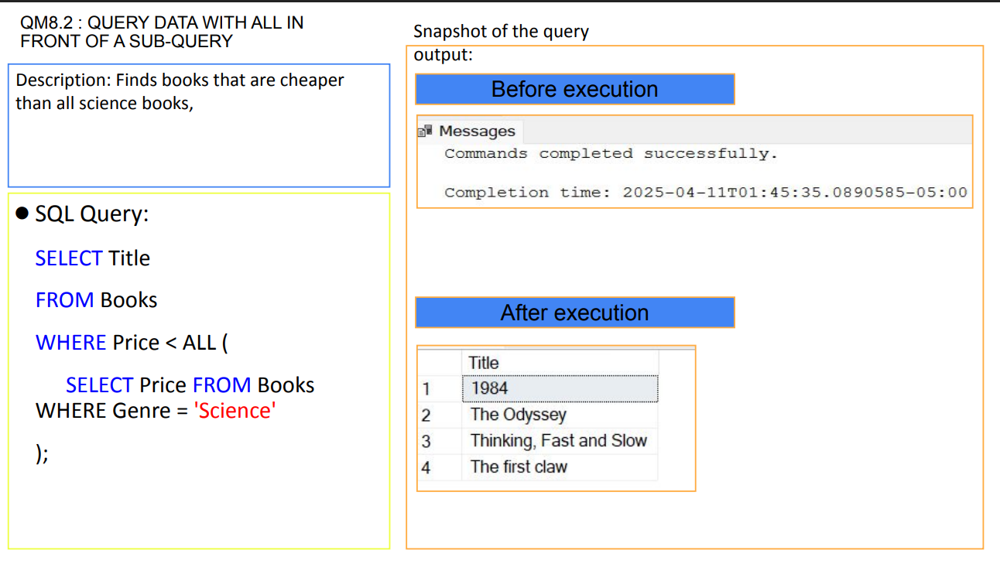 QM8.2 : QUERY DATA WITH ALL IN
FRONT OF A SUB-QUERY
Description: Finds books that are cheaper
than all science books,
● SQL Query:
SELECT Title
FROM Books
WHERE Price < ALL (
SELECT Price FROM Books
WHERE Genre = 'Science'
);
Snapshot of the query
output:
Before execution
Messages
Commands completed successfully.
Completion time: 2025-04-11T01:45:35.0890585-05:00
After execution
Title
1 1984
2 The Odyssey
3 Thinking, Fast and Slow
4 The first claw